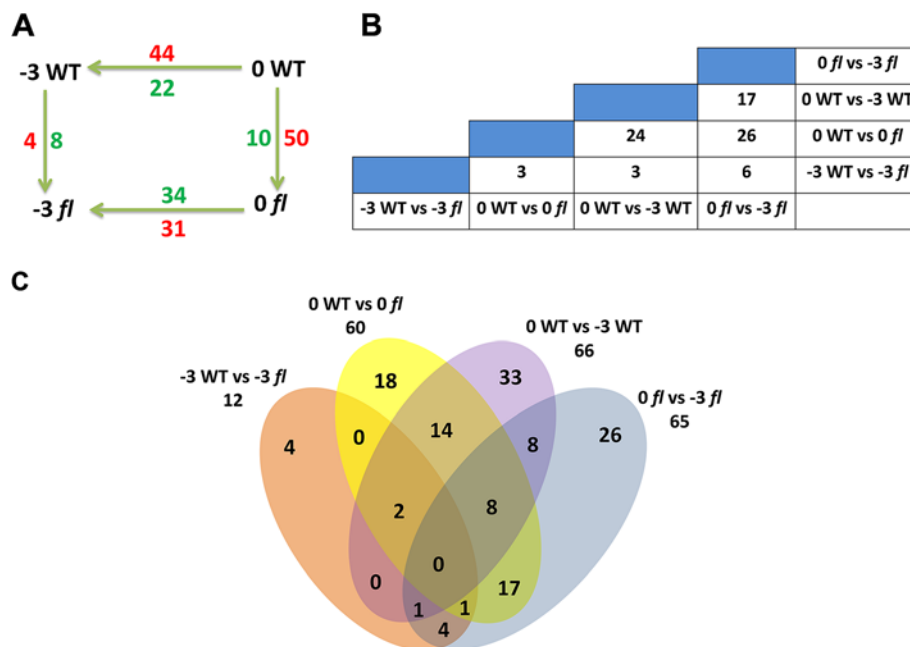 A
44
-3 WT
0 WT
22
4 8
10 50
34
-3 fl
0 fl
31
B
0 fl vs -3 fl
17 0 WT vs -3 WT
24 26 0 WT vs 0 fl
3 3 6 -3 WT vs -3 fl
-3 WT vs -3 fl 0 WT vs 0 fl 0 WT vs -3 WT 0 fl vs -3 fl
C
0 WT vs 0 fl
60
0 WT vs -3 WT
66
-3 WT vs -3 fl
12
0 fl vs -3 fl
65
18 33
4 0 14 8 26
2 8
0
0 17
1 1
4